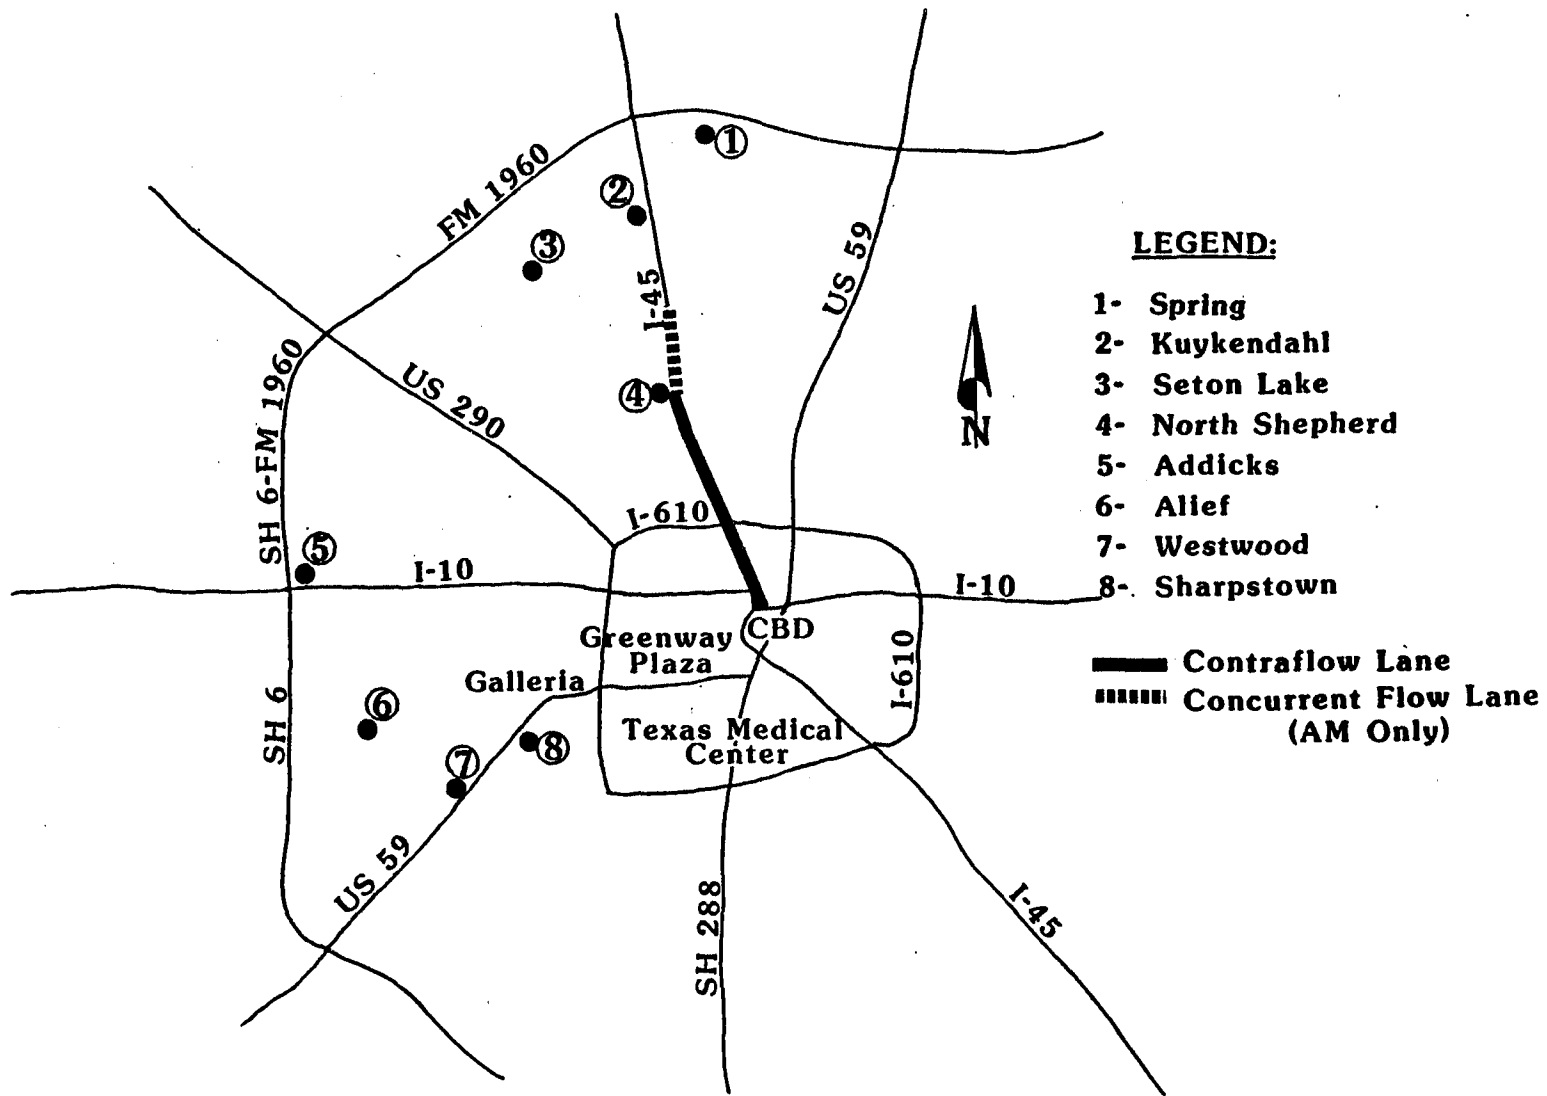 FM 1960
①
②
③
I-45
US 59
LEGEND:
1- Spring
2- Kuykendahl
3- Seton Lake
4- North Shepherd
5- Addicks
6- Alief
7- Westwood
8- Sharpstown
N
SH 6-FM 1960
US 290
④
I-610
⑤
I-10
I-10
CBD
Greenway
Plaza
Galleria
I-610
Contraflow Lane
Concurrent Flow Lane
(AM Only)
SH 6
⑥
⑦
⑧
Texas Medical
Center
US 59
SH 288
I-45